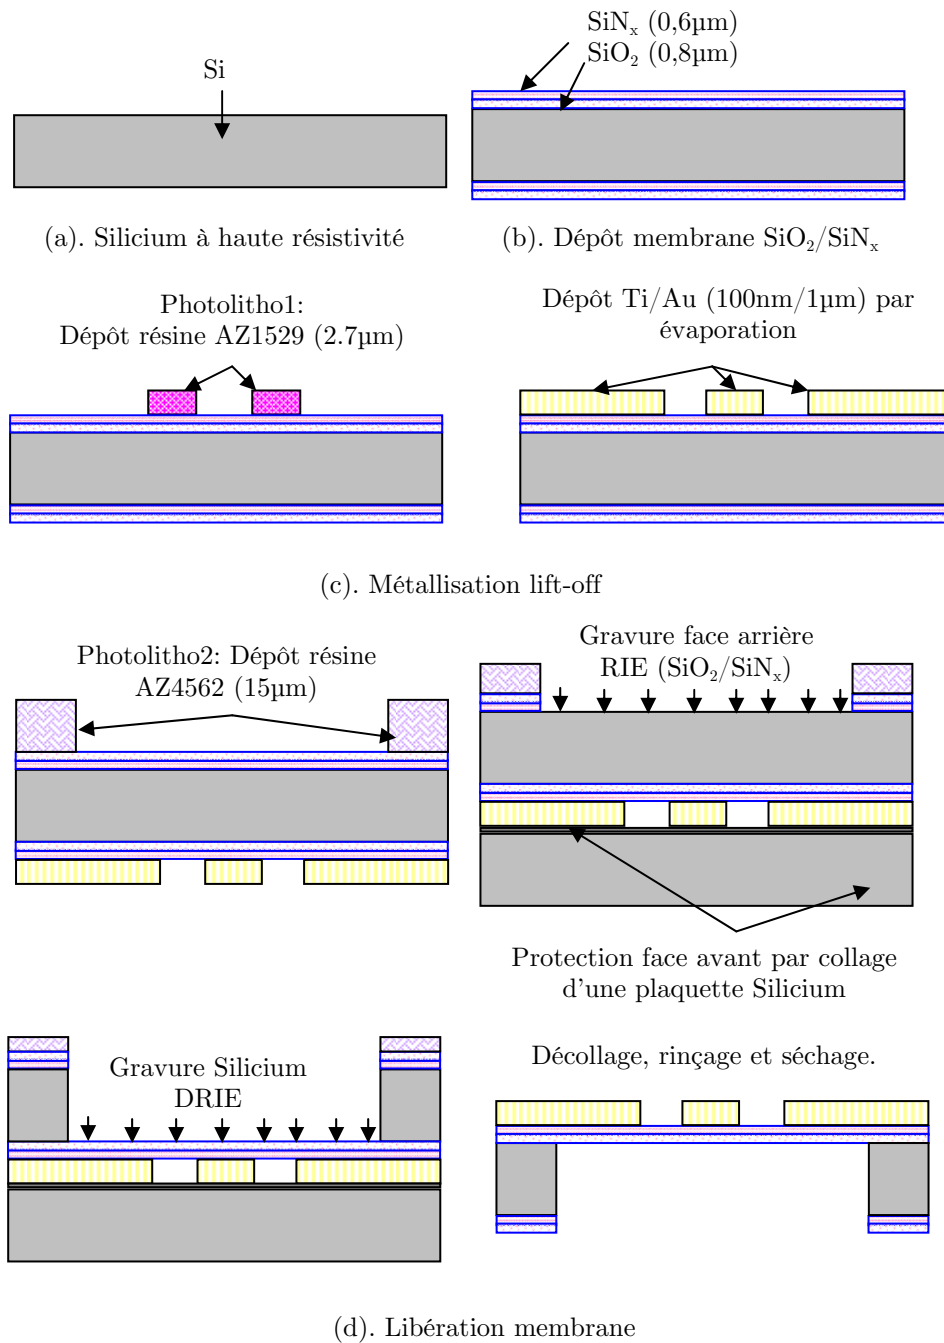 SiNₓ (0,6µm)
SiO₂ (0,8µm)
Si
(a). Silicium à haute résistivité
(b). Dépôt membrane SiO₂/SiNₓ
Photolitho1:
Dépôt résine AZ1529 (2.7µm)
Dépôt Ti/Au (100nm/1µm) par
évaporation
(c). Métallisation lift-off
Photolitho2: Dépôt résine
AZ4562 (15µm)
Gravure face arrière
RIE (SiO₂/SiNₓ)
Protection face avant par collage
d'une plaquette Silicium
Gravure Silicium
DRIE
Décollage, rinçage et séchage.
(d). Libération membrane